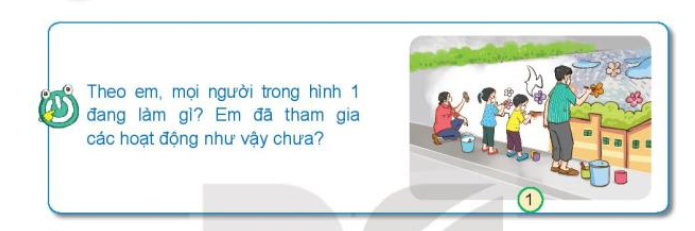 Theo em, mọi người trong hình 1
đang làm gì? Em đã tham gia
các hoạt động như vậy chưa?
1